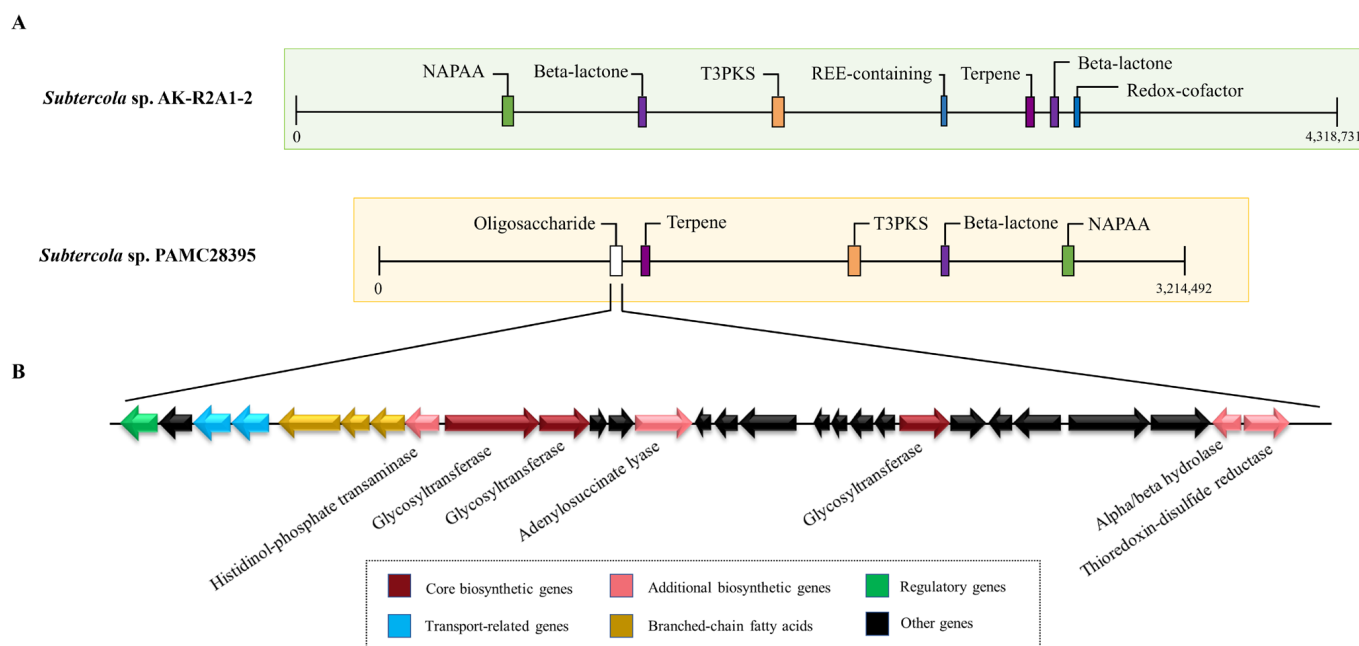 A
NAPAA
Beta-lactone
T3PKS
REE-containing
Terpene
Beta-lactone
Redox-cofactor
Subtercola sp. AK-R2A1-2
0
4,318,731
Oligosaccharide
Terpene
T3PKS
Beta-lactone
NAPAA
Subtercola sp. PAMC28395
0
3,214,492
B
Histidinol-phosphate transaminase
Glycosyltransferase
Glycosyltransferase
Adenylosuccinate lyase
Glycosyltransferase
Alpha/beta hydrolase
Thioredoxin-disulfide reductase
Core biosynthetic genes
Additional biosynthetic genes
Regulatory genes
Transport-related genes
Branched-chain fatty acids
Other genes